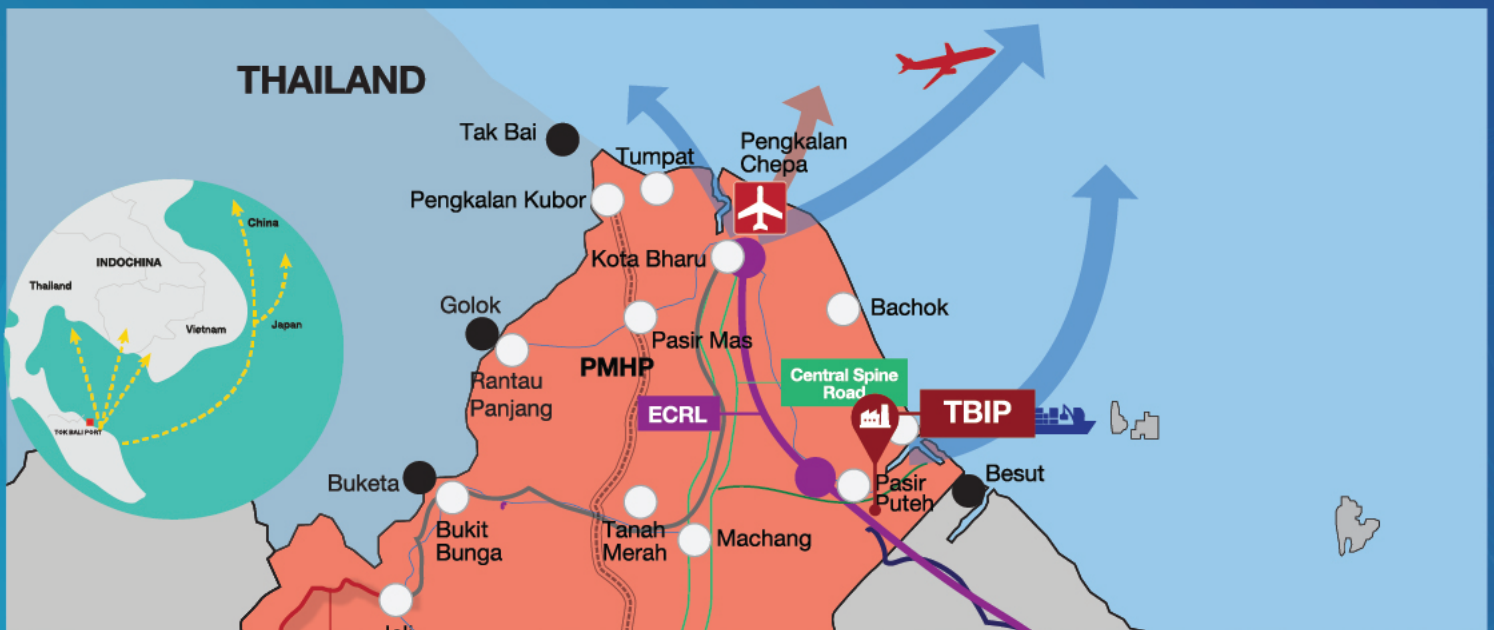 THAILAND
Tak Bai
Tumpat
Pengkalan
Chepa
Pengkalan Kubor
China
INDOCHINA
Thailand
Vietnam
Japan
TOK BALI PORT
Kota Bharu
Golok
Bachok
Pasir Mas
PMHP
Rantau
Panjang
Central Spine
Road
ECRL
TBIP
Buketa
Besut
Pasir
Puteh
Bukit
Bunga
Tanah
Merah
Machang